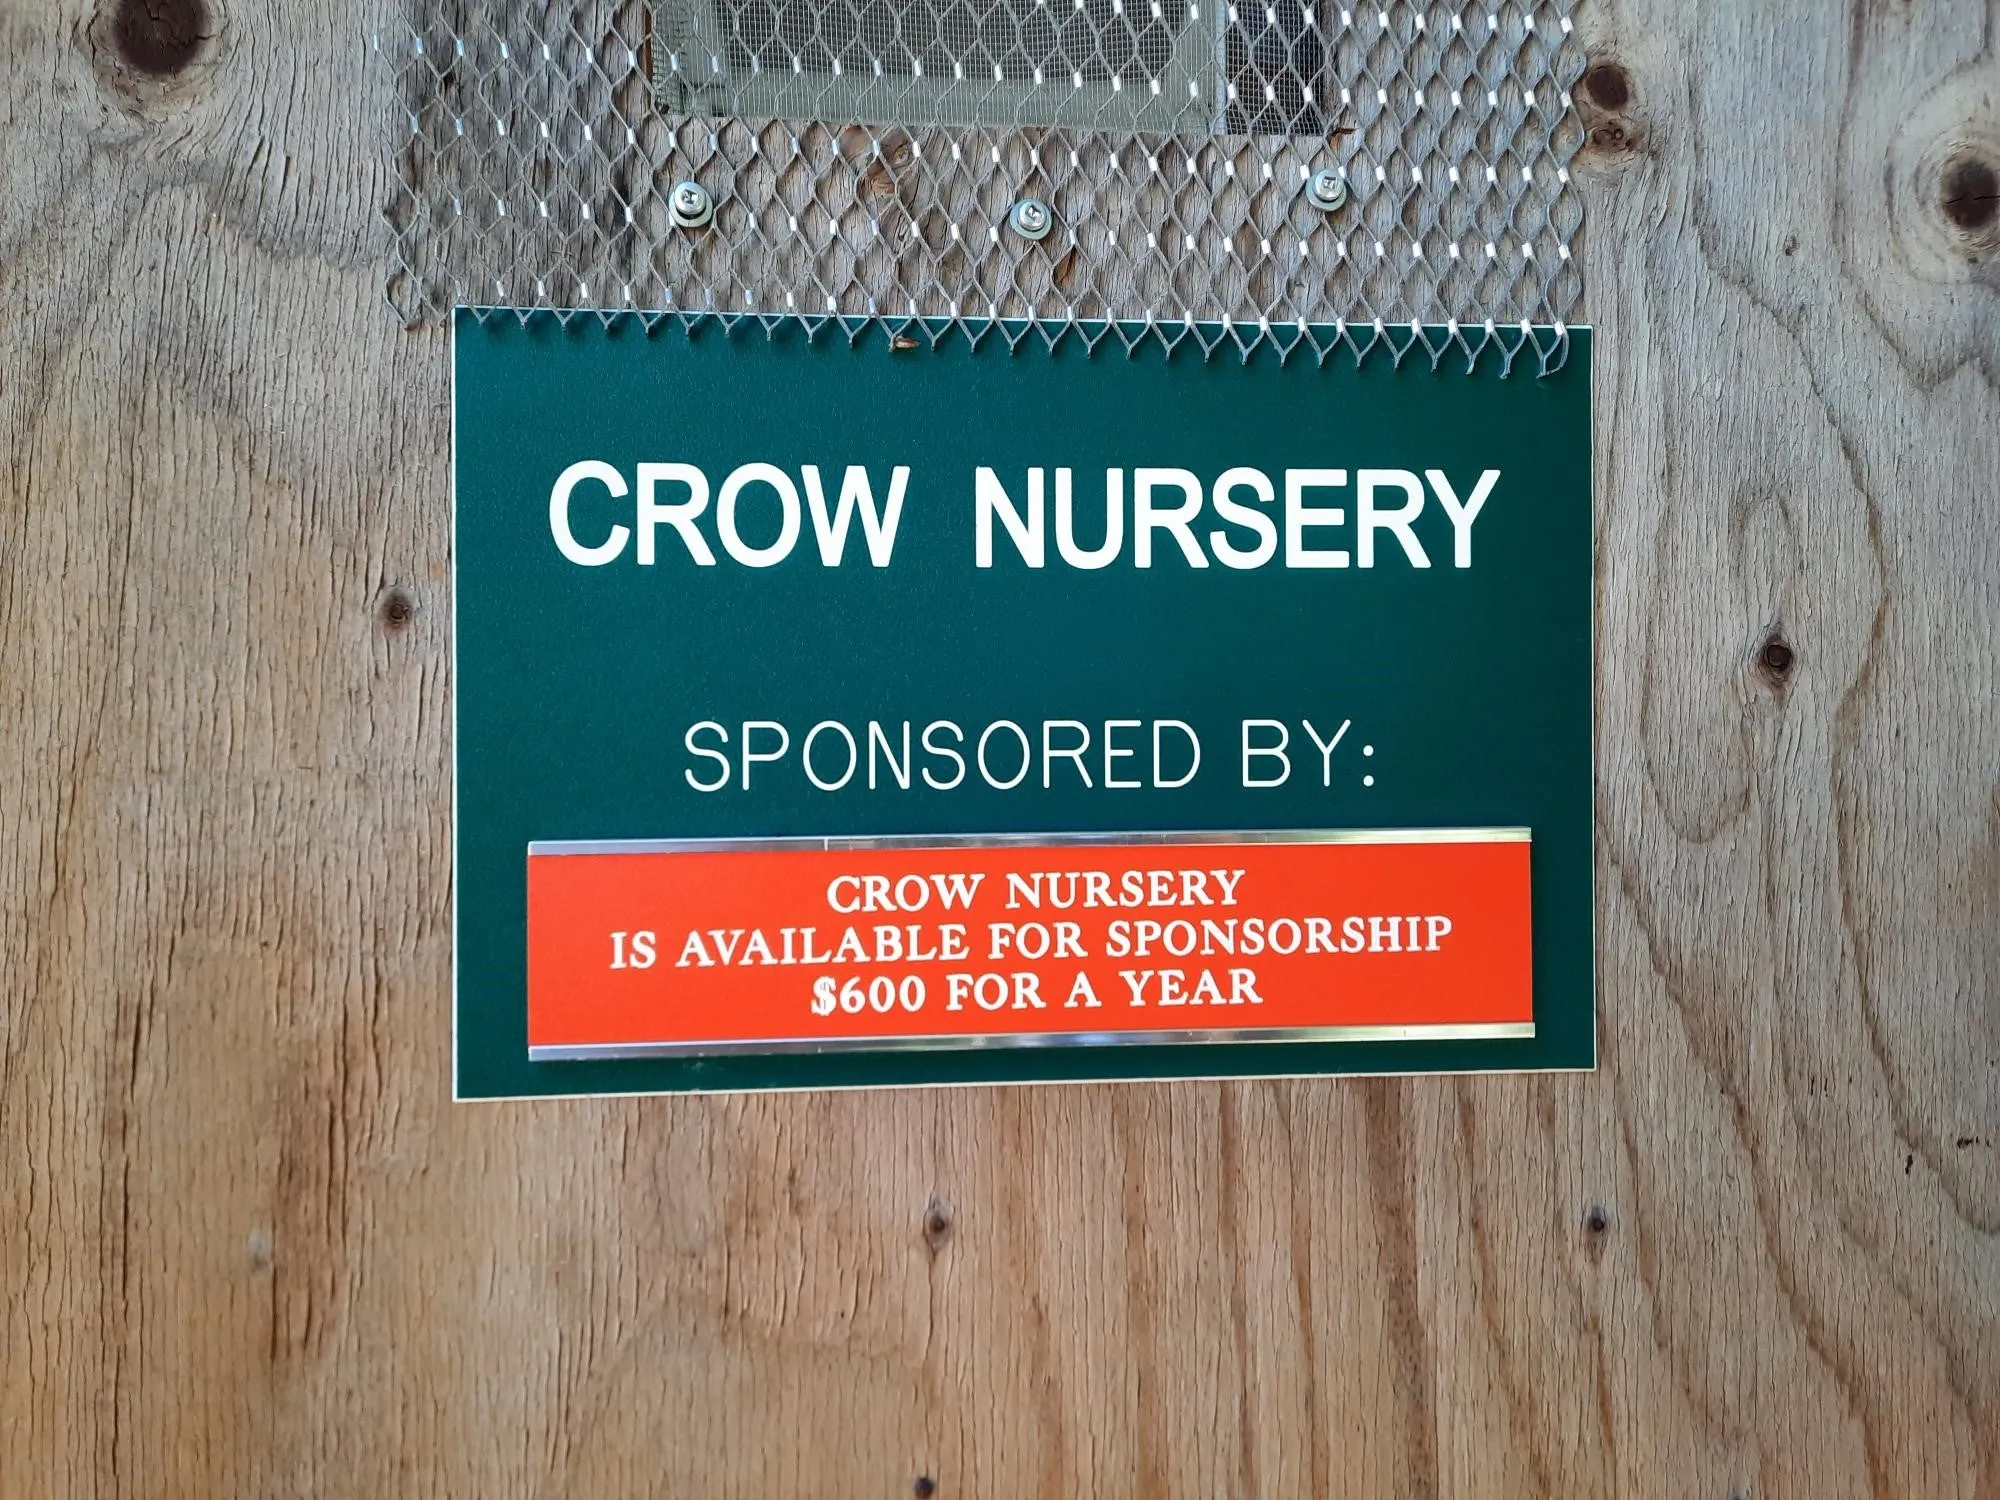 CROW NURSERY
SPONSORED BY:
CROW NURSERY
IS AVAILABLE FOR SPONSORSHIP
$600 FOR A YEAR